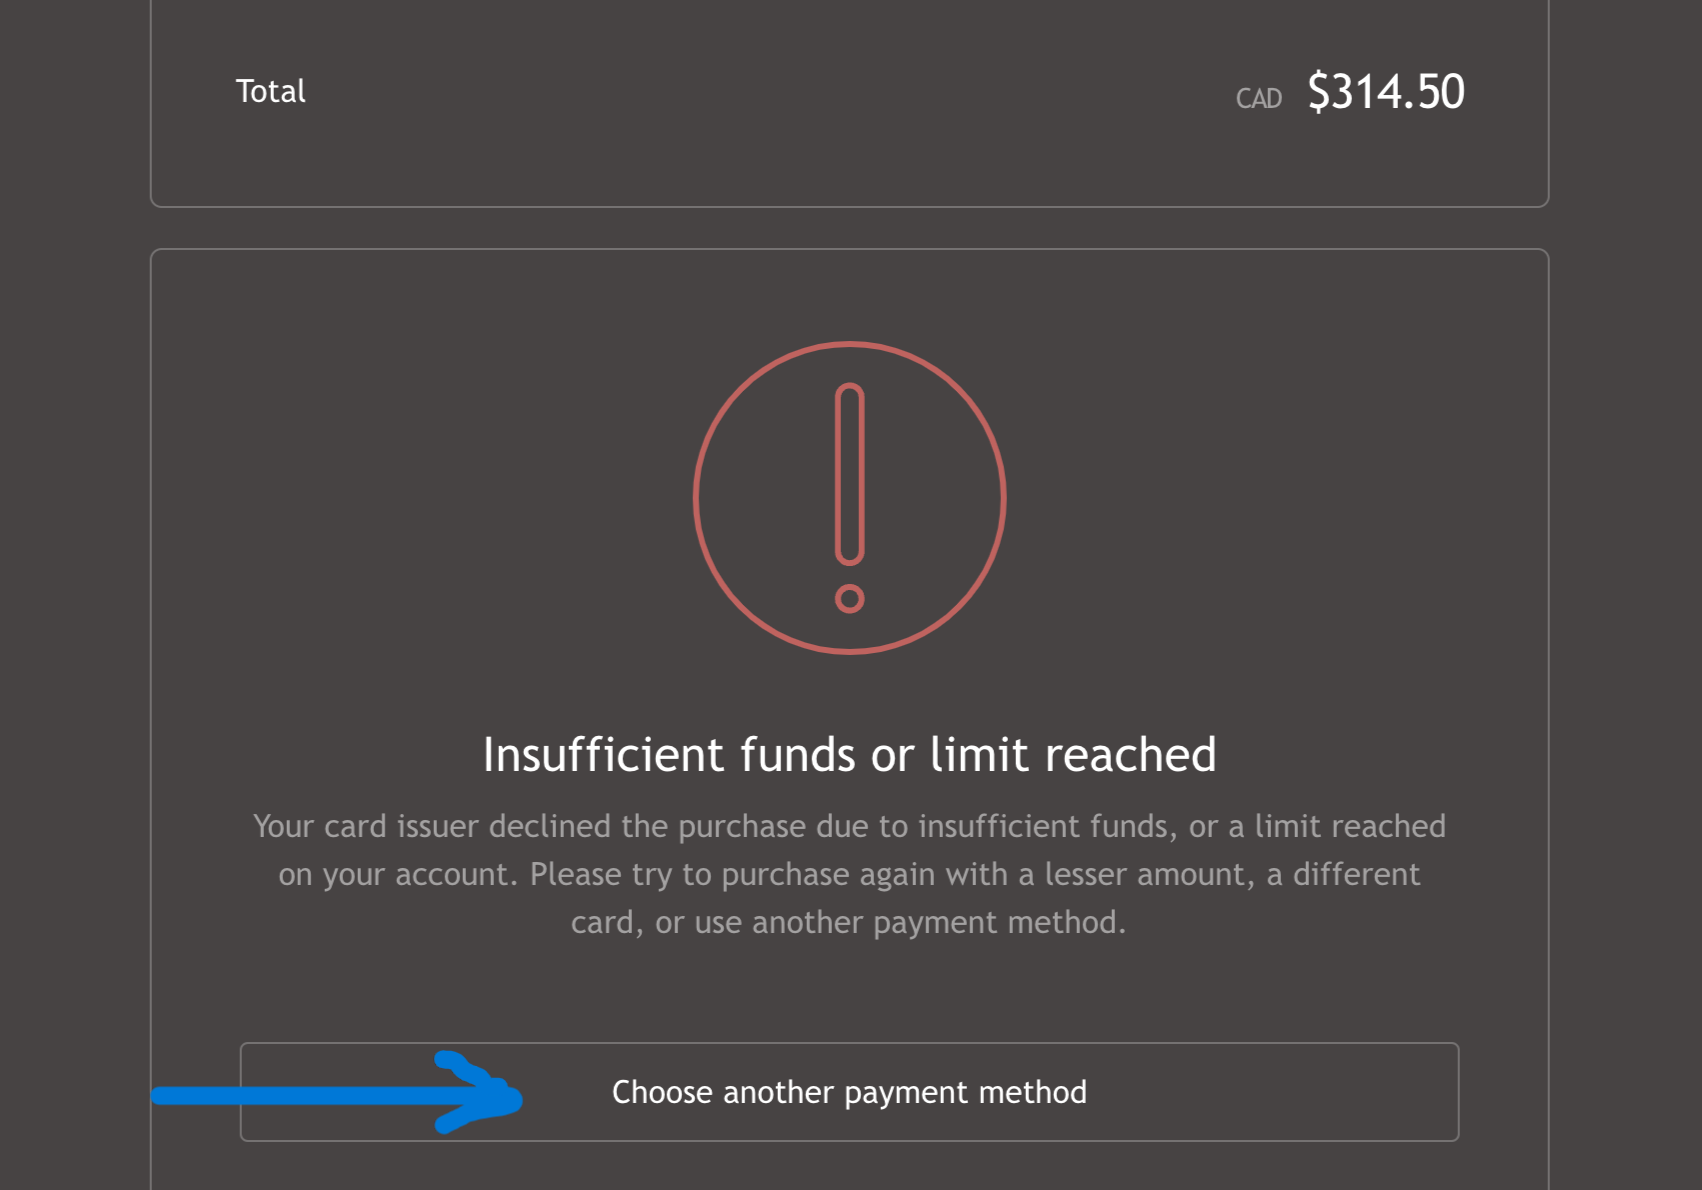 Total CAD $314.50
Insufficient funds or limit reached
Your card issuer declined the purchase due to insufficient funds, or a limit reached
on your account. Please try to purchase again with a lesser amount, a different
card, or use another payment method.
Choose another payment method